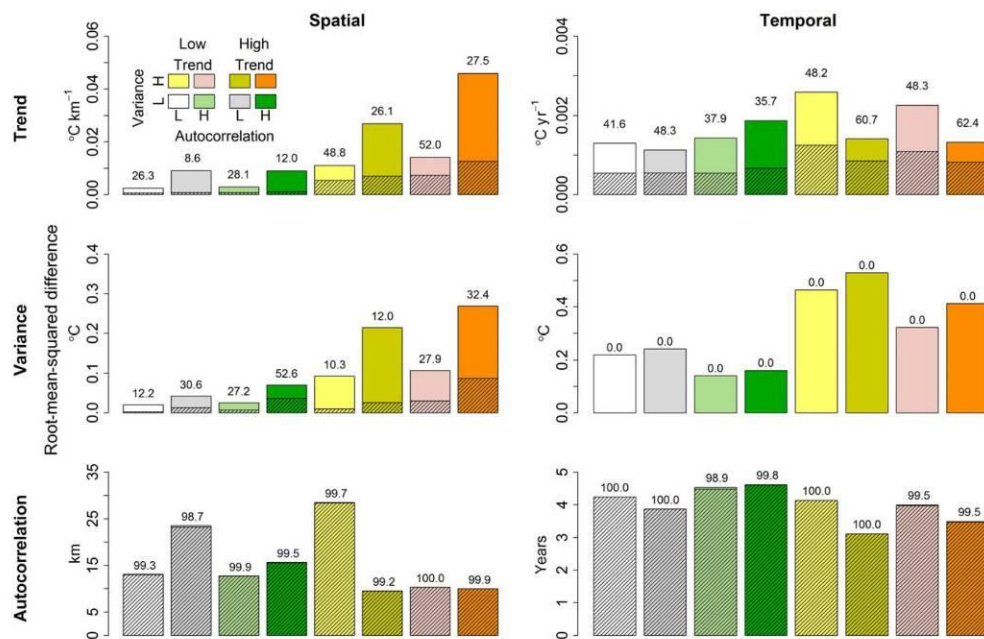 Spatial
Temporal
Trend
°C km⁻¹
0.00 0.02 0.04 0.06
Low High
Trend Trend
Variance
H
L
L H L H
Autocorrelation
26.3 8.6 28.1 12.0 48.8 26.1 52.0 27.5
°C yr⁻¹
0.000 0.002 0.004
41.6 48.3 37.9 35.7 48.2 60.7 48.3 62.4
Variance
Root-mean-squared difference
°C
0.0 0.1 0.2 0.3 0.4
12.2 30.6 27.2 52.6 10.3 12.0 27.9 32.4
°C
0.0 0.2 0.4 0.6
0.0 0.0 0.0 0.0 0.0 0.0 0.0 0.0
Autocorrelation
km
0 5 15 25 35
99.3 98.7 99.9 99.5 99.7 99.2 100.0 99.9
Years
0 1 2 3 4 5
100.0 100.0 98.9 99.8 100.0 100.0 99.5 99.5